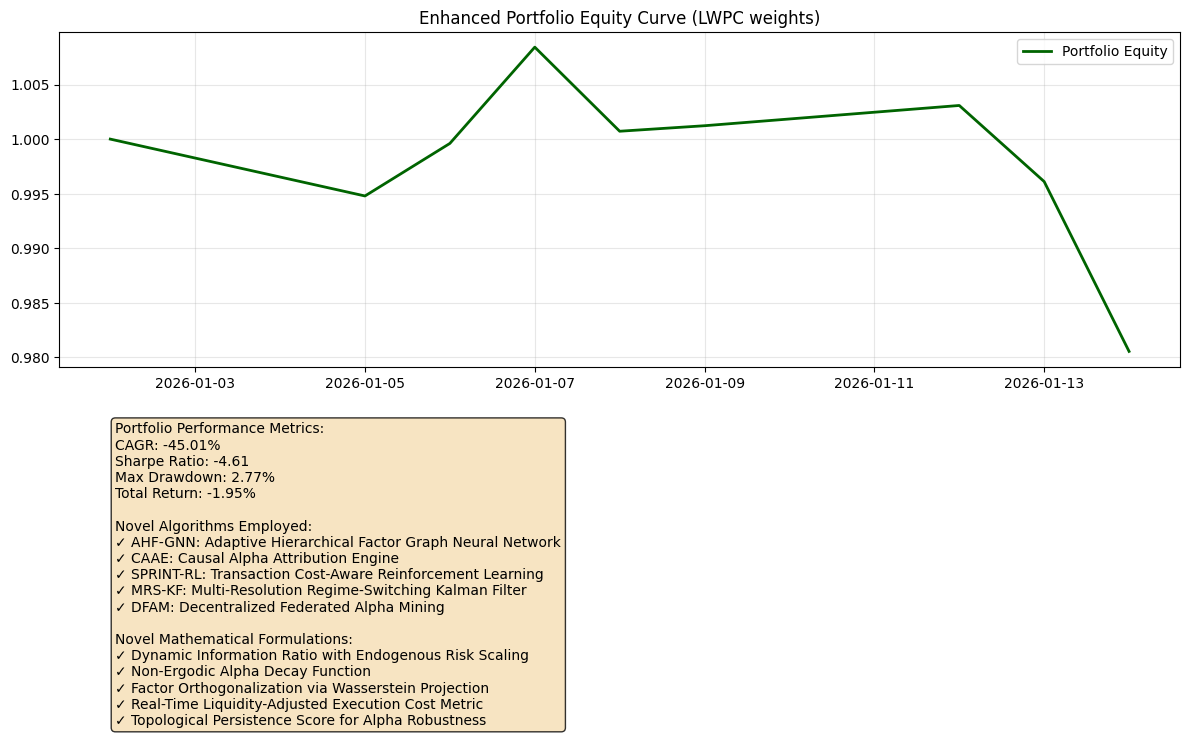 Enhanced Portfolio Equity Curve (LWPC weights)
Portfolio Equity
1.005
1.000
0.995
0.990
0.985
0.980
2026-01-03
2026-01-05
2026-01-07
2026-01-09
2026-01-11
2026-01-13
Portfolio Performance Metrics:
CAGR: -45.01%
Sharpe Ratio: -4.61
Max Drawdown: 2.77%
Total Return: -1.95%
Novel Algorithms Employed:
✓ AHF-GNN: Adaptive Hierarchical Factor Graph Neural Network
✓ CAAE: Causal Alpha Attribution Engine
✓ SPRINT-RL: Transaction Cost-Aware Reinforcement Learning
✓ MRS-KF: Multi-Resolution Regime-Switching Kalman Filter
✓ DFAM: Decentralized Federated Alpha Mining
Novel Mathematical Formulations:
✓ Dynamic Information Ratio with Endogenous Risk Scaling
✓ Non-Ergodic Alpha Decay Function
✓ Factor Orthogonalization via Wasserstein Projection
✓ Real-Time Liquidity-Adjusted Execution Cost Metric
✓ Topological Persistence Score for Alpha Robustness